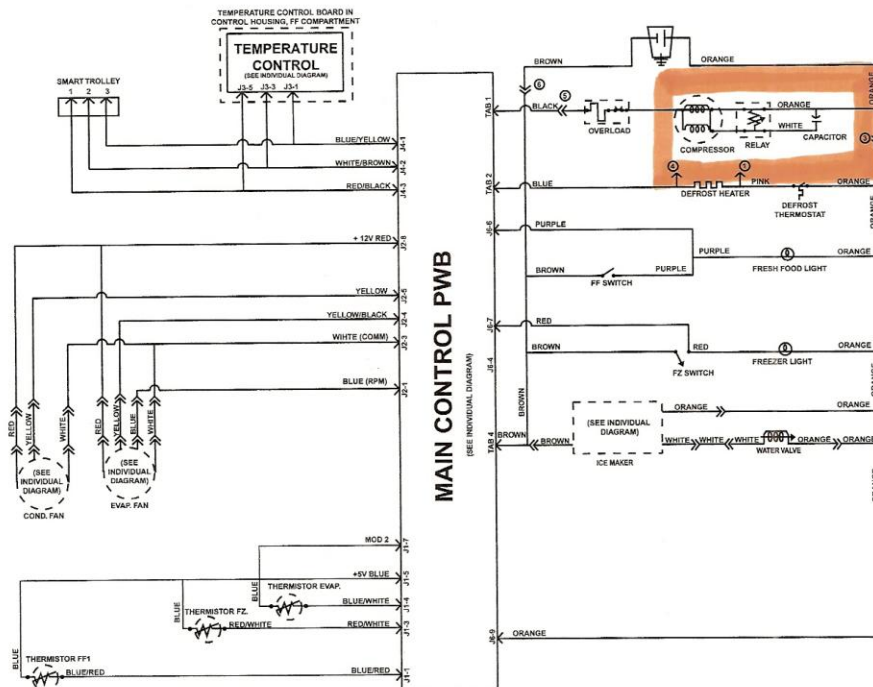 TEMPERATURE CONTROL BOARD IN
CONTROL HOUSING, FF COMPARTMENT
TEMPERATURE
CONTROL
(SEE INDIVIDUAL DIAGRAM)
J3-5 J3-3 J3-1
SMART TROLLEY
1 2 3
BLUE/YELLOW J4-1
WHITE/BROWN J4-2
RED/BLACK J4-3
+ 12V RED J2-8
YELLOW J2-5
YELLOW/BLACK J2-4
WIHTE (COMM) J2-3
BLUE (RPM) J2-1
RED YELLOW WHITE RED YELLOW BLUE WHITE
(SEE
INDIVIDUAL
DIAGRAM)
COND. FAN
(SEE
INDIVIDUAL
DIAGRAM)
EVAP. FAN
MOD 2 J1-7
+5V BLUE J1-5
BLUE THERMISTOR EVAP.
BLUE/WHITE J1-4
BLUE THERMISTOR FZ.
RED/WHITE RED/WHITE J1-3
BLUE THERMISTOR FF1
BLUE/RED BLUE/RED J1-1
MAIN CONTROL PWB
(SEE INDIVIDUAL DIAGRAM)
BROWN ORANGE
6
TAB 1 BLACK 5 OVERLOAD
COMPRESSOR RELAY ORANGE
WHITE CAPACITOR
ORANGE
3
TAB 2 BLUE 4 DEFROST HEATER 1 PINK
DEFROST
THERMOSTAT
ORANGE
ORANGE
J6-6 PURPLE
PURPLE ORANGE
BROWN FF SWITCH PURPLE FRESH FOOD LIGHT
J6-7 RED
J6-4 BROWN RED ORANGE
FZ SWITCH FREEZER LIGHT
BROWN
ORANGE
ORANGE ORANGE
TAB 4 BROWN BROWN
(SEE INDIVIDUAL
DIAGRAM)
ICE MAKER
WHITE WHITE WHITE ORANGE ORANGE
WATER VALVE
J6-9 ORANGE